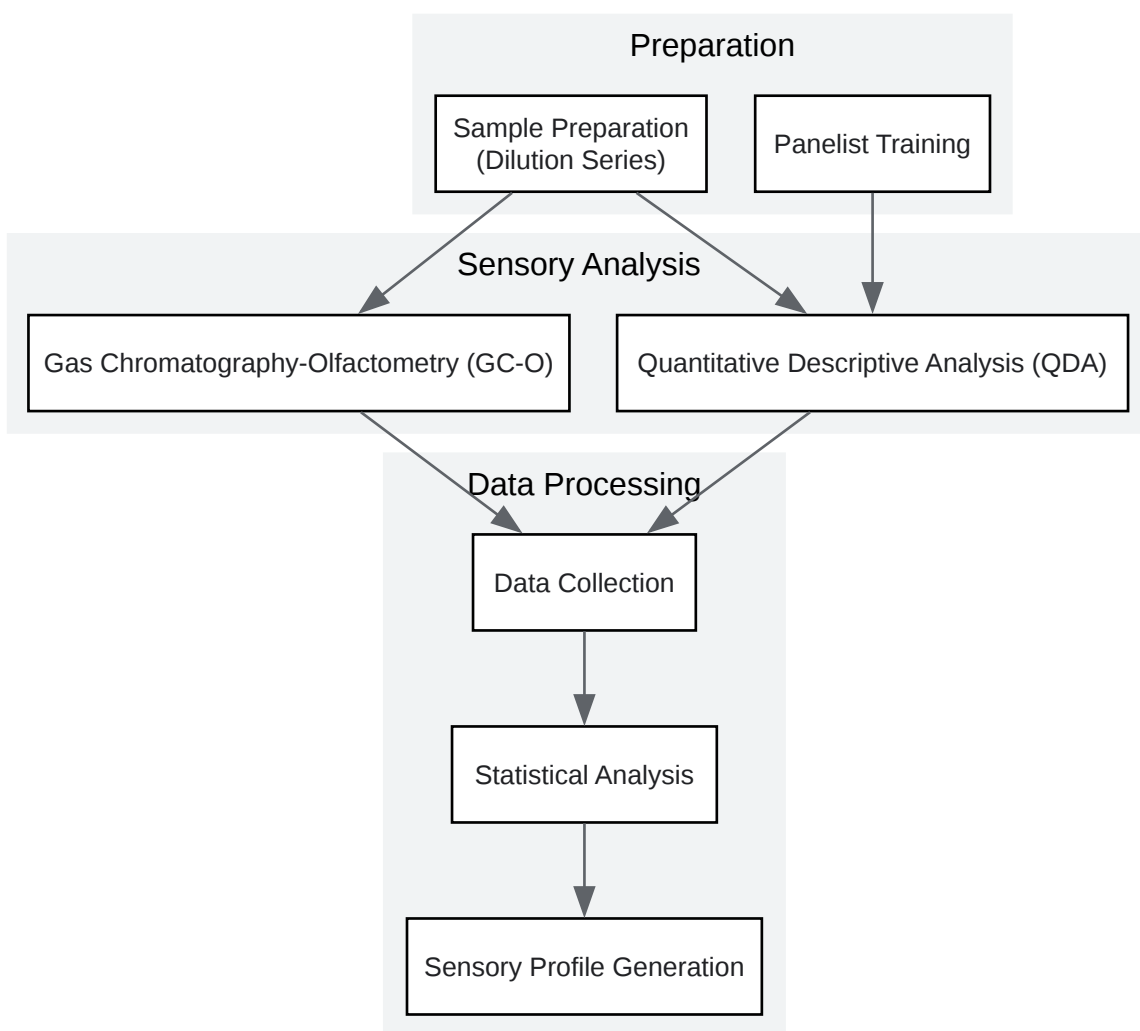 Preparation
Sample Preparation
(Dilution Series)
Panelist Training
Sensory Analysis
Gas Chromatography-Olfactometry (GC-O)
Quantitative Descriptive Analysis (QDA)
Data Processing
Data Collection
Statistical Analysis
Sensory Profile Generation